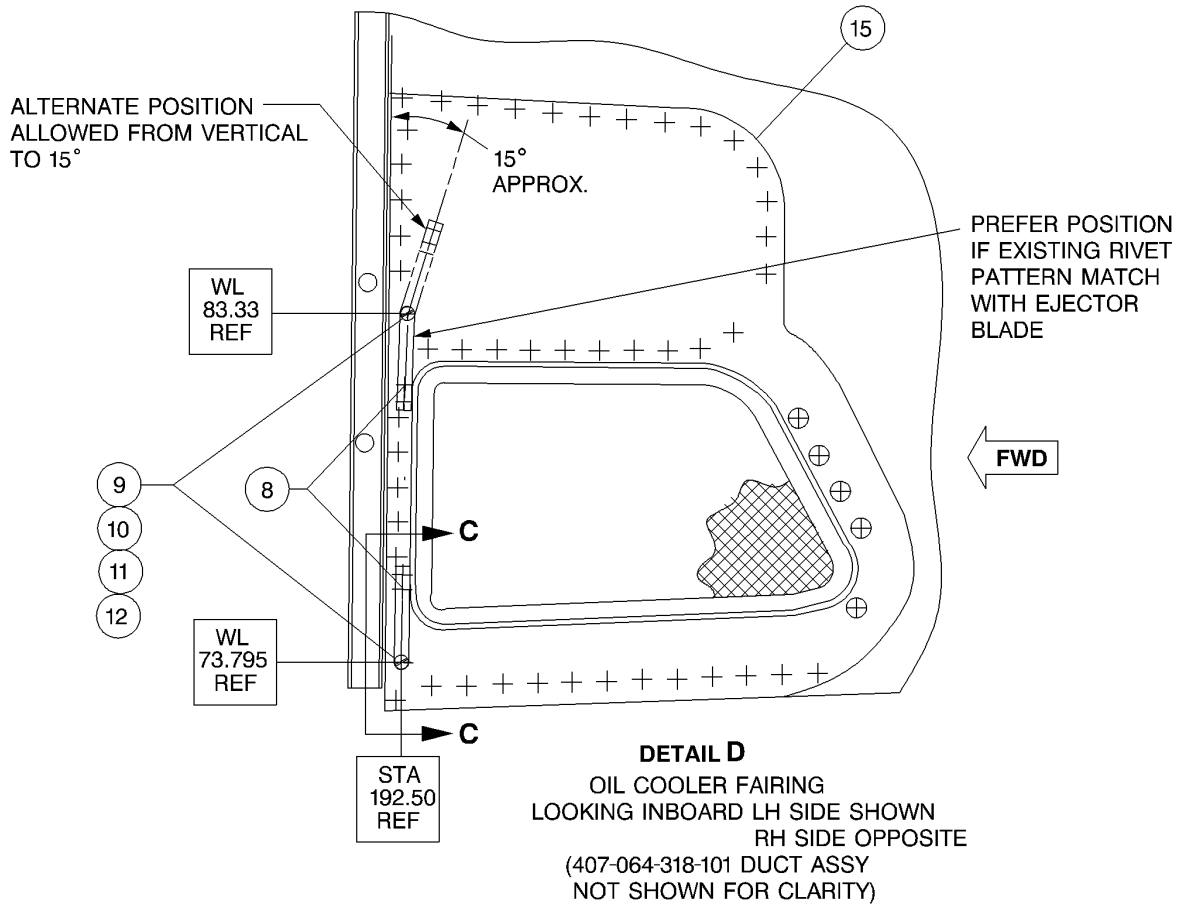 15
ALTERNATE POSITION
ALLOWED FROM VERTICAL
TO 15°
15°
APPROX.
PREFER POSITION
IF EXISTING RIVET
PATTERN MATCH
WITH EJECTOR
BLADE
WL
83.33
REF
FWD
9
8
10
11
12
C
WL
73.795
REF
C
STA
192.50
REF
DETAIL D
OIL COOLER FAIRING
LOOKING INBOARD LH SIDE SHOWN
RH SIDE OPPOSITE
(407-064-318-101 DUCT ASSY
NOT SHOWN FOR CLARITY)